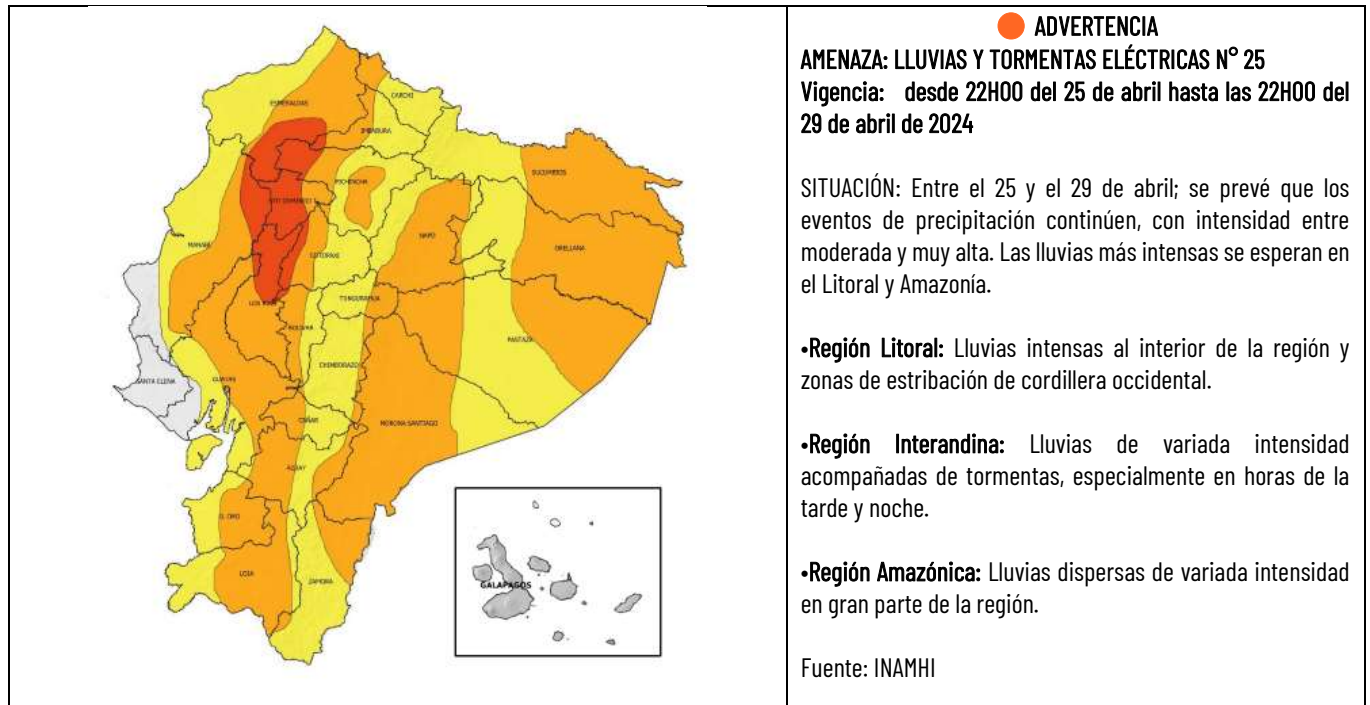 ESMERALDAS
CARCHI
IMBABURA
PICHINCHA
SUCUMBIOS
STO DOMINGO
NAPO
ORELLANA
MANABI
COTOPAXI
TUNGURAHUA
LOS RIOS
BOLIVAR
PASTAZA
CHIMBORAZO
SANTA ELENA
GUAYAS
CAÑAR
MORONA SANTIAGO
AZUAY
EL ORO
LOJA
ZAMORA
GALAPAGOS
ADVERTENCIA
AMENAZA: LLUVIAS Y TORMENTAS ELÉCTRICAS N° 25
Vigencia: desde 22H00 del 25 de abril hasta las 22H00 del
29 de abril de 2024
SITUACIÓN: Entre el 25 y el 29 de abril; se prevé que los
eventos de precipitación continúen, con intensidad entre
moderada y muy alta. Las lluvias más intensas se esperan en
el Litoral y Amazonía.
•Región Litoral: Lluvias intensas al interior de la región y
zonas de estribación de cordillera occidental.
•Región Interandina: Lluvias de variada intensidad
acompañadas de tormentas, especialmente en horas de la
tarde y noche.
•Región Amazónica: Lluvias dispersas de variada intensidad
en gran parte de la región.
Fuente: INAMHI